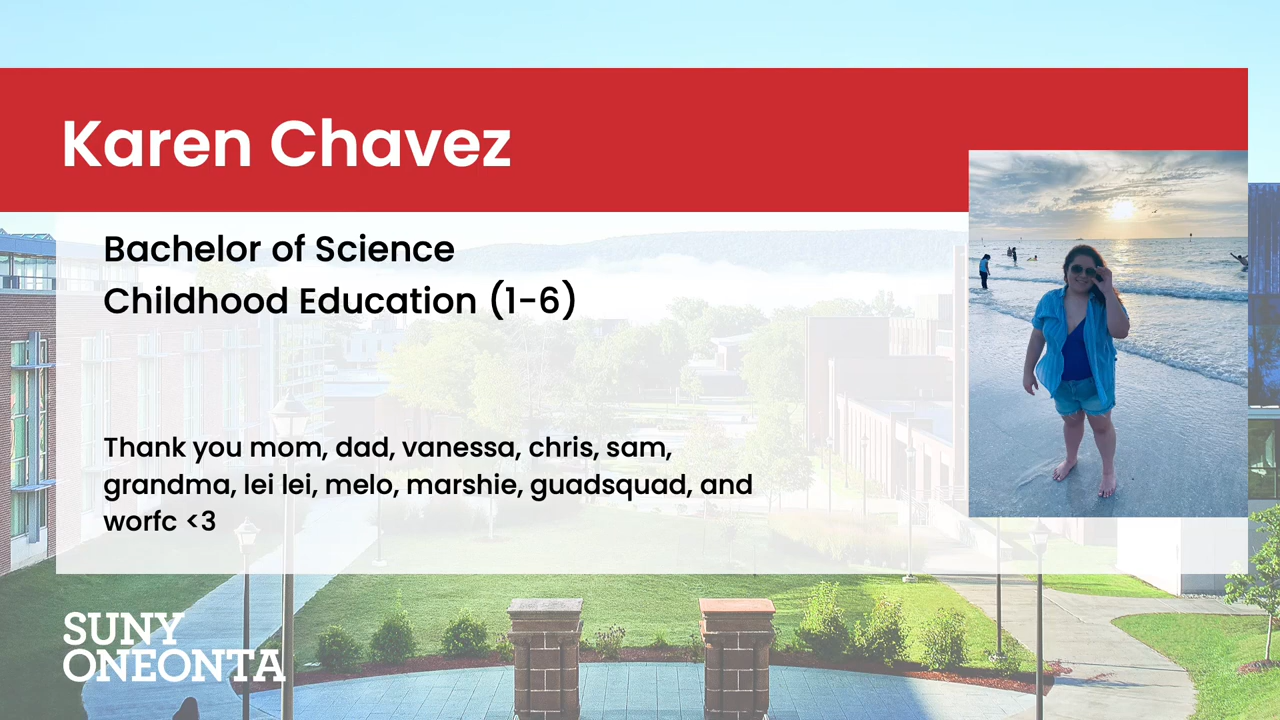 Karen Chavez
Bachelor of Science
Childhood Education (1-6)
Thank you mom, dad, vanessa, chris, sam,
grandma, lei lei, melo, marshie, guadsquad, and
worfc <3
SUNY
ONEONTA